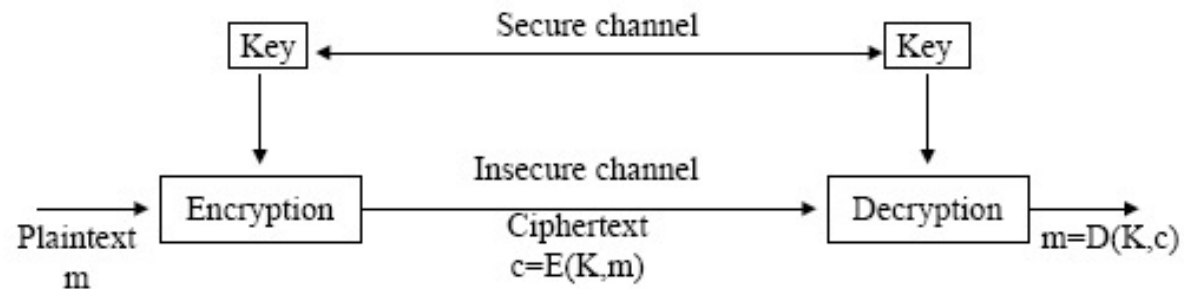 Secure channel
Key
Key
Insecure channel
Encryption
Decryption
Plaintext
m
Ciphertext
c=E(K,m)
m=D(K,c)